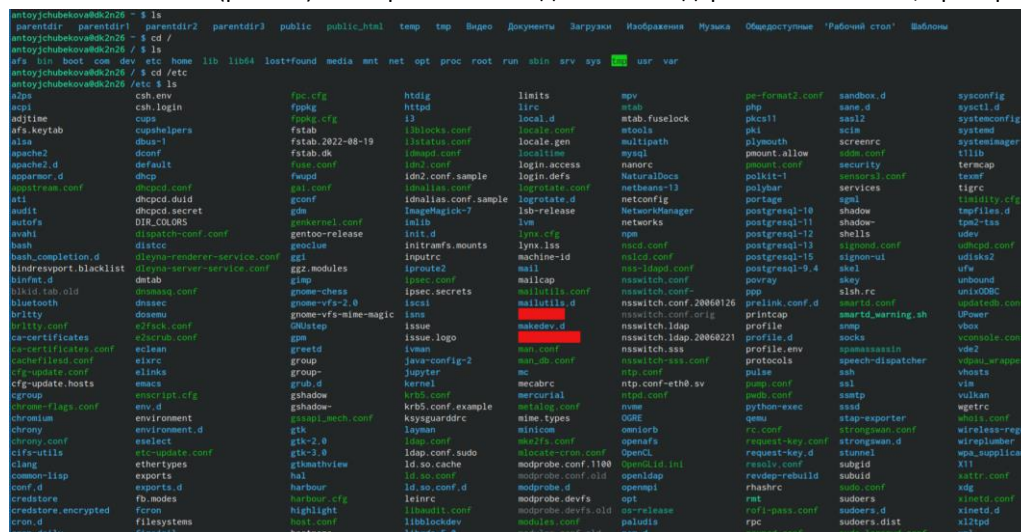 antoyjchubekova@dk2n26 ~ $ ls
parentdir parentdir1 parentdir2 parentdir3 public public_html temp tmp Видео Документы Загрузки Изображения Музыка Общедоступные 'Рабочий стол' Шаблоны
antoyjchubekova@dk2n26 ~ $ cd /
antoyjchubekova@dk2n26 / $ ls
afs bin boot com dev etc home lib lib64 lost+found media mnt net opt proc root run sbin srv sys tmp usr var
antoyjchubekova@dk2n26 / $ cd /etc
antoyjchubekova@dk2n26 /etc $ ls
a2ps csh.env fpc.cfg htdig limits mpv pe-format2.conf sandbox.d sysconfig
acpi csh.login fppkg httpd lirc mtab php sane.d sysctl.d
adjtime cups fppkg.cfg i3 local.d mtab.fuselock pkcs11 sasl2 systemconfig
afs.keytab cupshelpers fstab i3blocks.conf locale.conf mtools pki scim systemd
alsa dbus-1 fstab.2022-08-19 i3status.conf locale.gen multipath plymouth screenrc systemimager
apache2 dconf fstab.dk idmapd.conf localtime mysql pmount.allow sddm.conf t1lib
apache2.d default fuse.conf idn2.conf login.access nanorc pmount.conf security termcap
apparmor.d dhcp fwupd idn2.conf.sample login.defs NaturalDocs polkit-1 sensors3.conf texmf
appstream.conf dhcpcd.conf gai.conf idnalias.conf logrotate.conf netbeans-13 polybar services tigrc
ati dhcpcd.duid gconf idnalias.conf.sample logrotate.d netconfig portage sgml timidity.cfg
audit dhcpcd.secret gdm ImageMagick-7 lsb-release NetworkManager postgresql-10 shadow tmpfiles.d
autofs DIR_COLORS genkernel.conf imlib lvm networks postgresql-11 shadow- tpm2-tss
avahi dispatch-conf.conf gentoo-release init.d lynx.cfg npm postgresql-12 shells udev
bash distcc geoclue initramfs.mounts lynx.lss nscd.conf postgresql-13 signond.conf udhcpd.conf
bash_completion.d dleyna-renderer-service.conf ggi inputrc machine-id nslcd.conf postgresql-15 signon-ui udisks2
bindresvport.blacklist dleyna-server-service.conf ggz.modules iproute2 mail nss-ldapd.conf postgresql-9.4 skel ufw
binfmt.d dmtab gimp ipsec.conf mailcap nsswitch.conf povray skey unbound
blkid.tab.old dnsmasq.conf gnome-chess ipsec.secrets mailutils.conf nsswitch.conf- ppp slsh.rc unixODBC
bluetooth dnssec gnome-vfs-2.0 iscsi mailutils.d nsswitch.conf.20060126 prelink.conf.d smartd.conf updatedb.con
brltty dosemu gnome-vfs-mime-magic isns nsswitch.conf.orig printcap smartd_warning.sh UPower
brltty.conf e2fsck.conf GNUstep issue makedev.d nsswitch.ldap profile snmp vbox
ca-certificates e2scrub.conf gpm issue.logo nsswitch.ldap.20060221 profile.d socks vconsole.con
ca-certificates.conf eclean greetd ivman man.conf nsswitch.sss profile.env spamassassin vde2
cachefilesd.conf eixrc group java-config-2 man_db.conf nsswitch-sss.conf protocols speech-dispatcher vdpau_wrappe
cfg-update.conf elinks group- jupyter mc ntp.conf pulse ssh vhosts
cfg-update.hosts emacs grub.d kernel mecabrc ntp.conf-eth0.sv pump.conf ssl vim
cgroup enscript.cfg gshadow krb5.conf mercurial ntpd.conf pwdb.conf ssmtp vulkan
chrome-flags.conf env.d gshadow- krb5.conf.example metalog.conf nvme python-exec sssd wgetrc
chromium environment gssapi_mech.conf ksysguarddrc mime.types OGRE qemu stap-exporter whois.conf
chrony environment.d gtk layman minicom omniorb rc.conf strongswan.conf wireless-reg
chrony.conf eselect gtk-2.0 ldap.conf mke2fs.conf openafs request-key.conf strongswan.d wireplumber
cifs-utils etc-update.conf gtk-3.0 ldap.conf.sudo mlocate-cron.conf OpenCL request-key.d stunnel wpa_supplica
clang ethertypes gtkmathview ld.so.cache modprobe.conf.1100 OpenGLid.ini resolv.conf subgid X11
common-lisp exports hal ld.so.conf modprobe.conf.old openldap revdep-rebuild subuid xattr.conf
conf.d exports.d harbour ld.so.conf.d modprobe.d openmpi rhashrc sudo.conf xdg
credstore fb.modes harbour.cfg leinrc modprobe.devfs opt rmt sudoers xinetd.conf
credstore.encrypted fcron highlight libaudit.conf modprobe.devfs.old os-release rofi-pass.conf sudoers.d xinetd.d
cron.d filesystems host.conf libblockdev modules.conf paludis rpc sudoers.dist xl2tpd